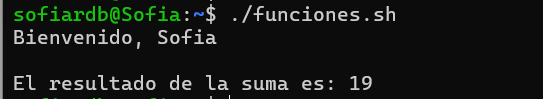 sofiardb@Sofia:~$ ./funciones.sh
Bienvenido, Sofia
El resultado de la suma es: 19